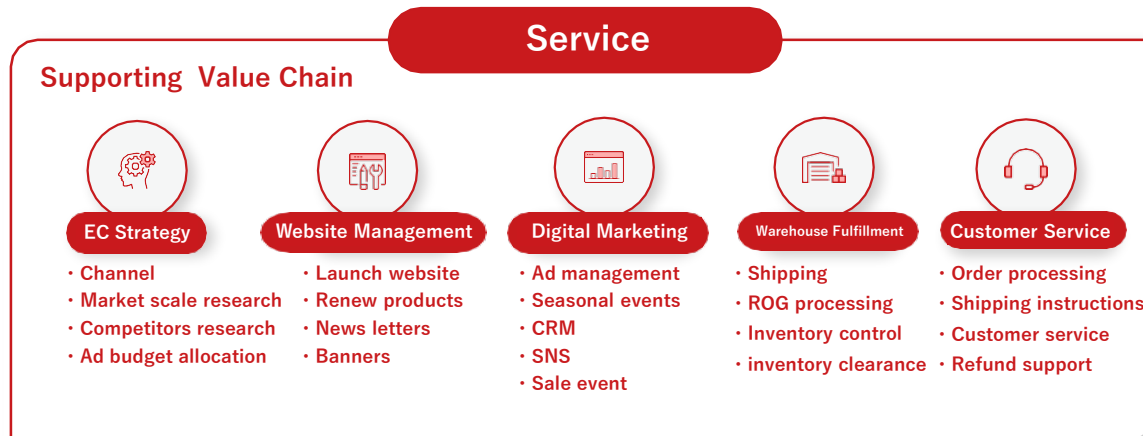 Service
Supporting Value Chain
EC Strategy
・Channel
・Market scale research
・Competitors research
・Ad budget allocation
Website Management
・Launch website
・Renew products
・News letters
・Banners
Digital Marketing
・Ad management
・Seasonal events
・CRM
・SNS
・Sale event
Warehouse Fulfillment
・Shipping
・ROG processing
・Inventory control
・inventory clearance
Customer Service
・Order processing
・Shipping instructions
・Customer service
・Refund support